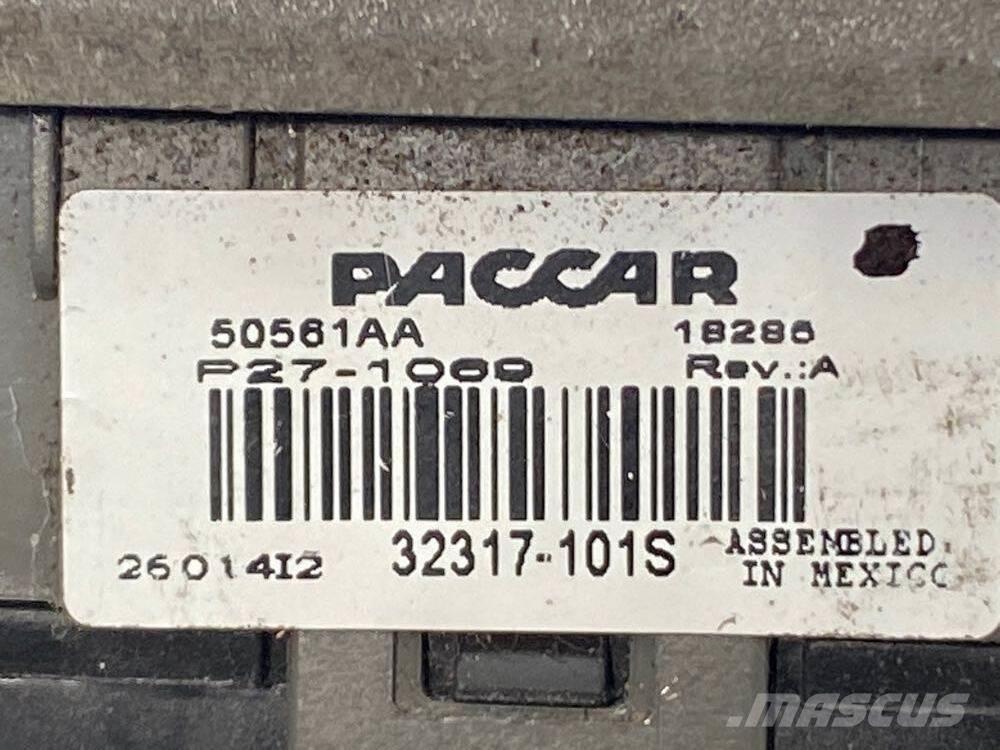 PACCAR
50561AA 18286
P27-1069 Rev.:A
26014I2 32317-101S ASSEMBLED
IN MEXICO
MASCUS